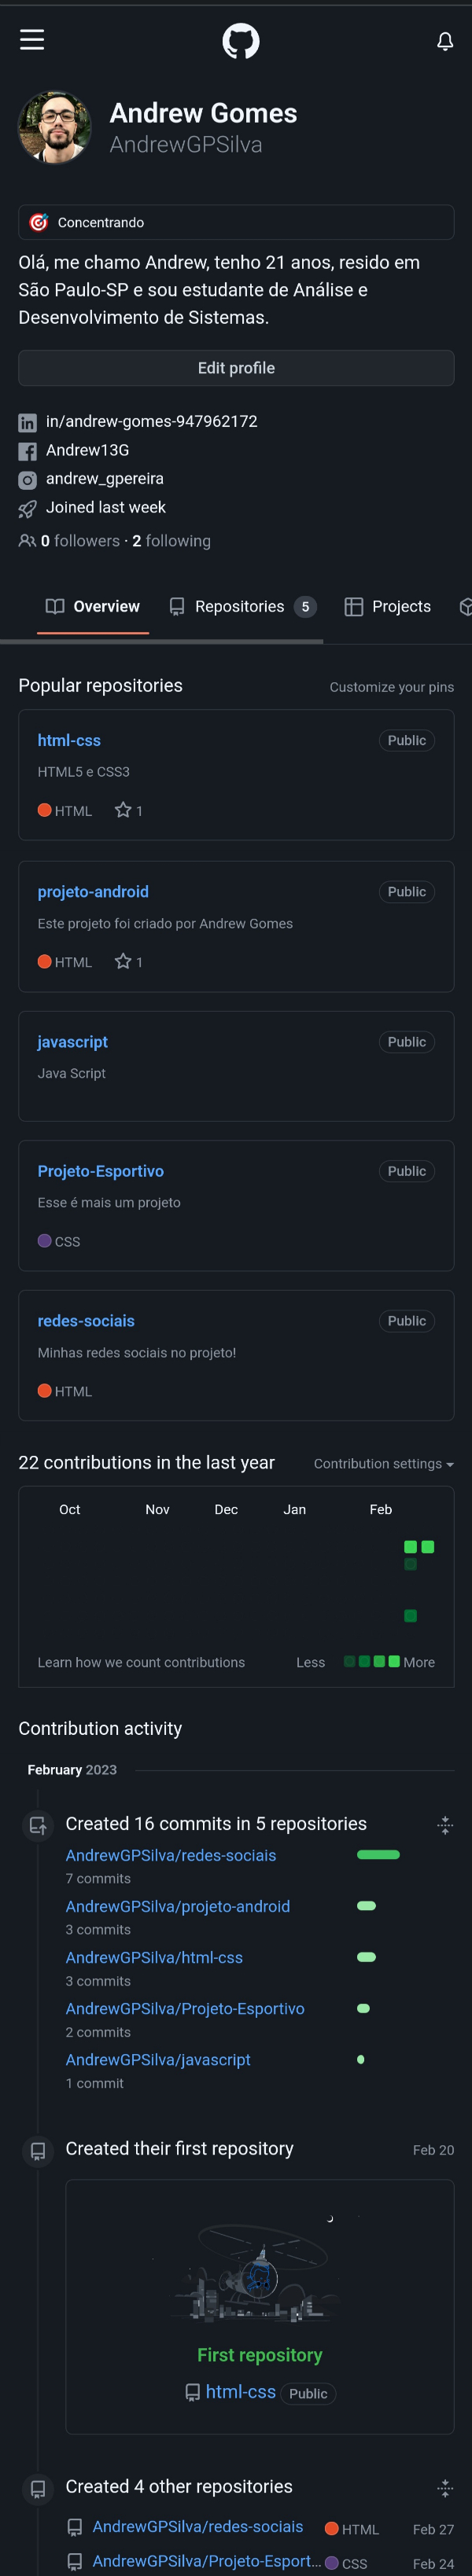 Andrew Gomes
AndrewGPSilva
Concentrando
Olá, me chamo Andrew, tenho 21 anos, resido em
São Paulo-SP e sou estudante de Análise e
Desenvolvimento de Sistemas.
Edit profile
in/andrew-gomes-947962172
Andrew13G
andrew_gpereira
Joined last week
0 followers · 2 following
Overview Repositories 5 Projects
Popular repositories Customize your pins
html-css Public
HTML5 e CSS3
HTML 1
projeto-android Public
Este projeto foi criado por Andrew Gomes
HTML 1
javascript Public
Java Script
Projeto-Esportivo Public
Esse é mais um projeto
CSS
redes-sociais Public
Minhas redes sociais no projeto!
HTML
22 contributions in the last year Contribution settings
Oct Nov Dec Jan Feb
Learn how we count contributions Less More
Contribution activity
February 2023
Created 16 commits in 5 repositories
AndrewGPSilva/redes-sociais
7 commits
AndrewGPSilva/projeto-android
3 commits
AndrewGPSilva/html-css
3 commits
AndrewGPSilva/Projeto-Esportivo
2 commits
AndrewGPSilva/javascript
1 commit
Created their first repository Feb 20
First repository
html-css Public
Created 4 other repositories
AndrewGPSilva/redes-sociais HTML Feb 27
AndrewGPSilva/Projeto-Esport... CSS Feb 24